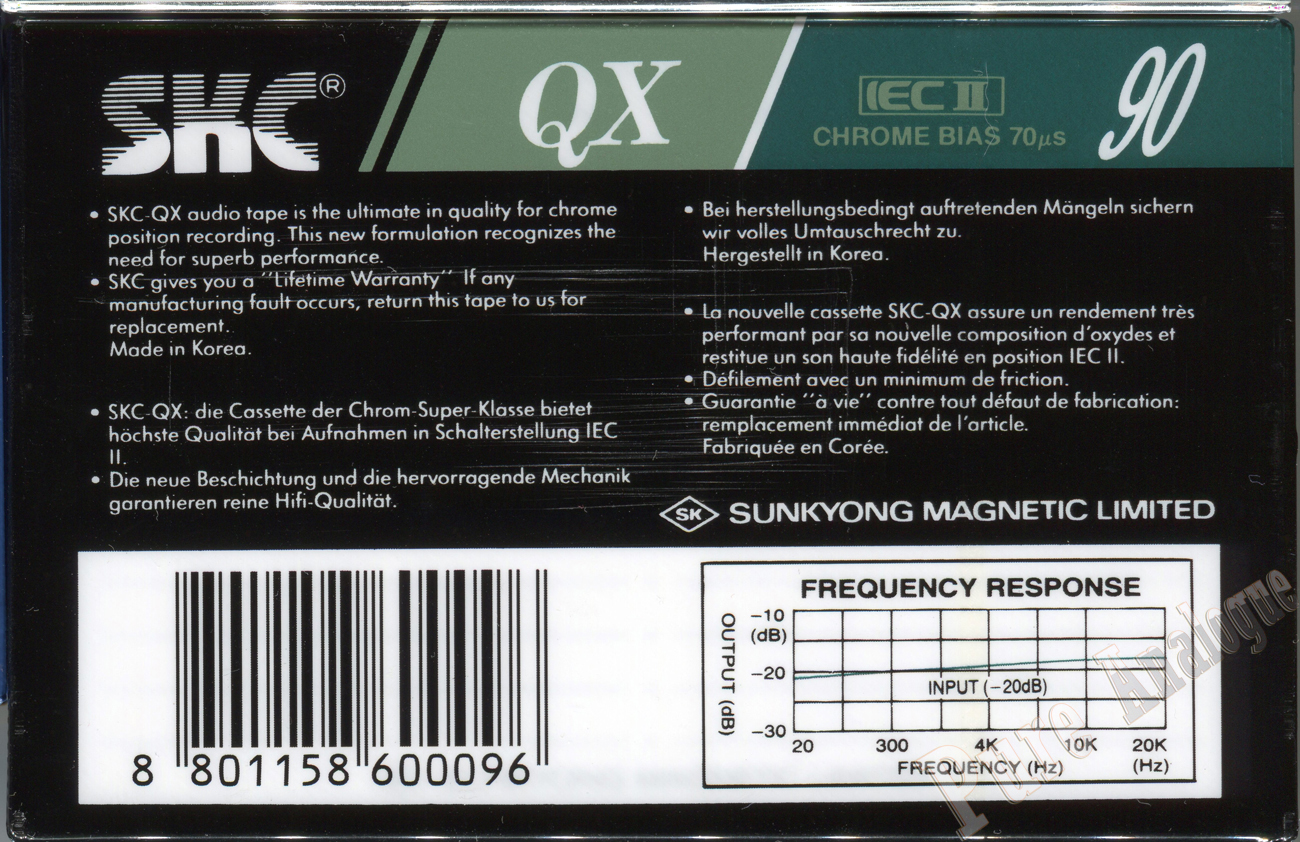 SKC®
QX
IEC II
CHROME BIAS 70µs
90
• SKC-QX audio tape is the ultimate in quality for chrome
position recording. This new formulation recognizes the
need for superb performance.
• SKC gives you a "Lifetime Warranty" If any
manufacturing fault occurs, return this tape to us for
replacement.
Made in Korea.
• SKC-QX: die Cassette der Chrom-Super-Klasse bietet
höchste Qualität bei Aufnahmen in Schalterstellung IEC
II.
• Die neue Beschichtung und die hervorragende Mechanik
garantieren reine Hifi-Qualität.
• Bei herstellungsbedingt auftretenden Mängeln sichern
wir volles Umtauschrecht zu.
Hergestellt in Korea.
• La nouvelle cassette SKC-QX assure un rendement très
performant par sa nouvelle composition d'oxydes et
restitue un son haute fidélité en position IEC II.
• Défilement avec un minimum de friction.
• Guarantie "à vie" contre tout défaut de fabrication:
remplacement immédiat de l'article.
Fabriquée en Corée.
SK SUNKYONG MAGNETIC LIMITED
8 801158 600096
FREQUENCY RESPONSE
OUTPUT (dB)
-10
(dB)
-20
-30
INPUT (-20dB)
20 300 4K 10K 20K
FREQUENCY (Hz) (Hz)
Pure Analogue